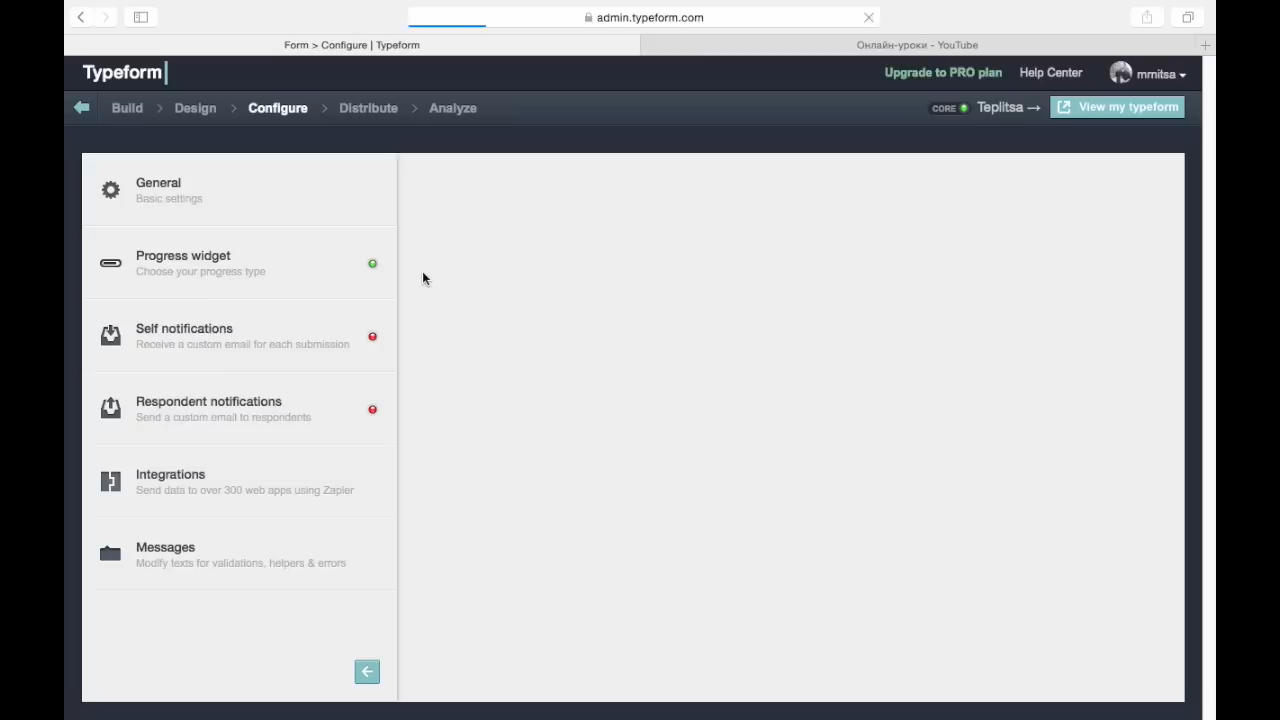 admin.typeform.com
Form > Configure | Typeform
Онлайн-уроки - YouTube
Typeform
Upgrade to PRO plan
Help Center
mrnitsa
Build > Design > Configure > Distribute > Analyze
CORE
Teplitsa →
View my typeform
General
Basic settings
Progress widget
Choose your progress type
Self notifications
Receive a custom email for each submission
Respondent notifications
Send a custom email to respondents
Integrations
Send data to over 300 web apps using Zapier
Messages
Modify texts for validations, helpers & errors